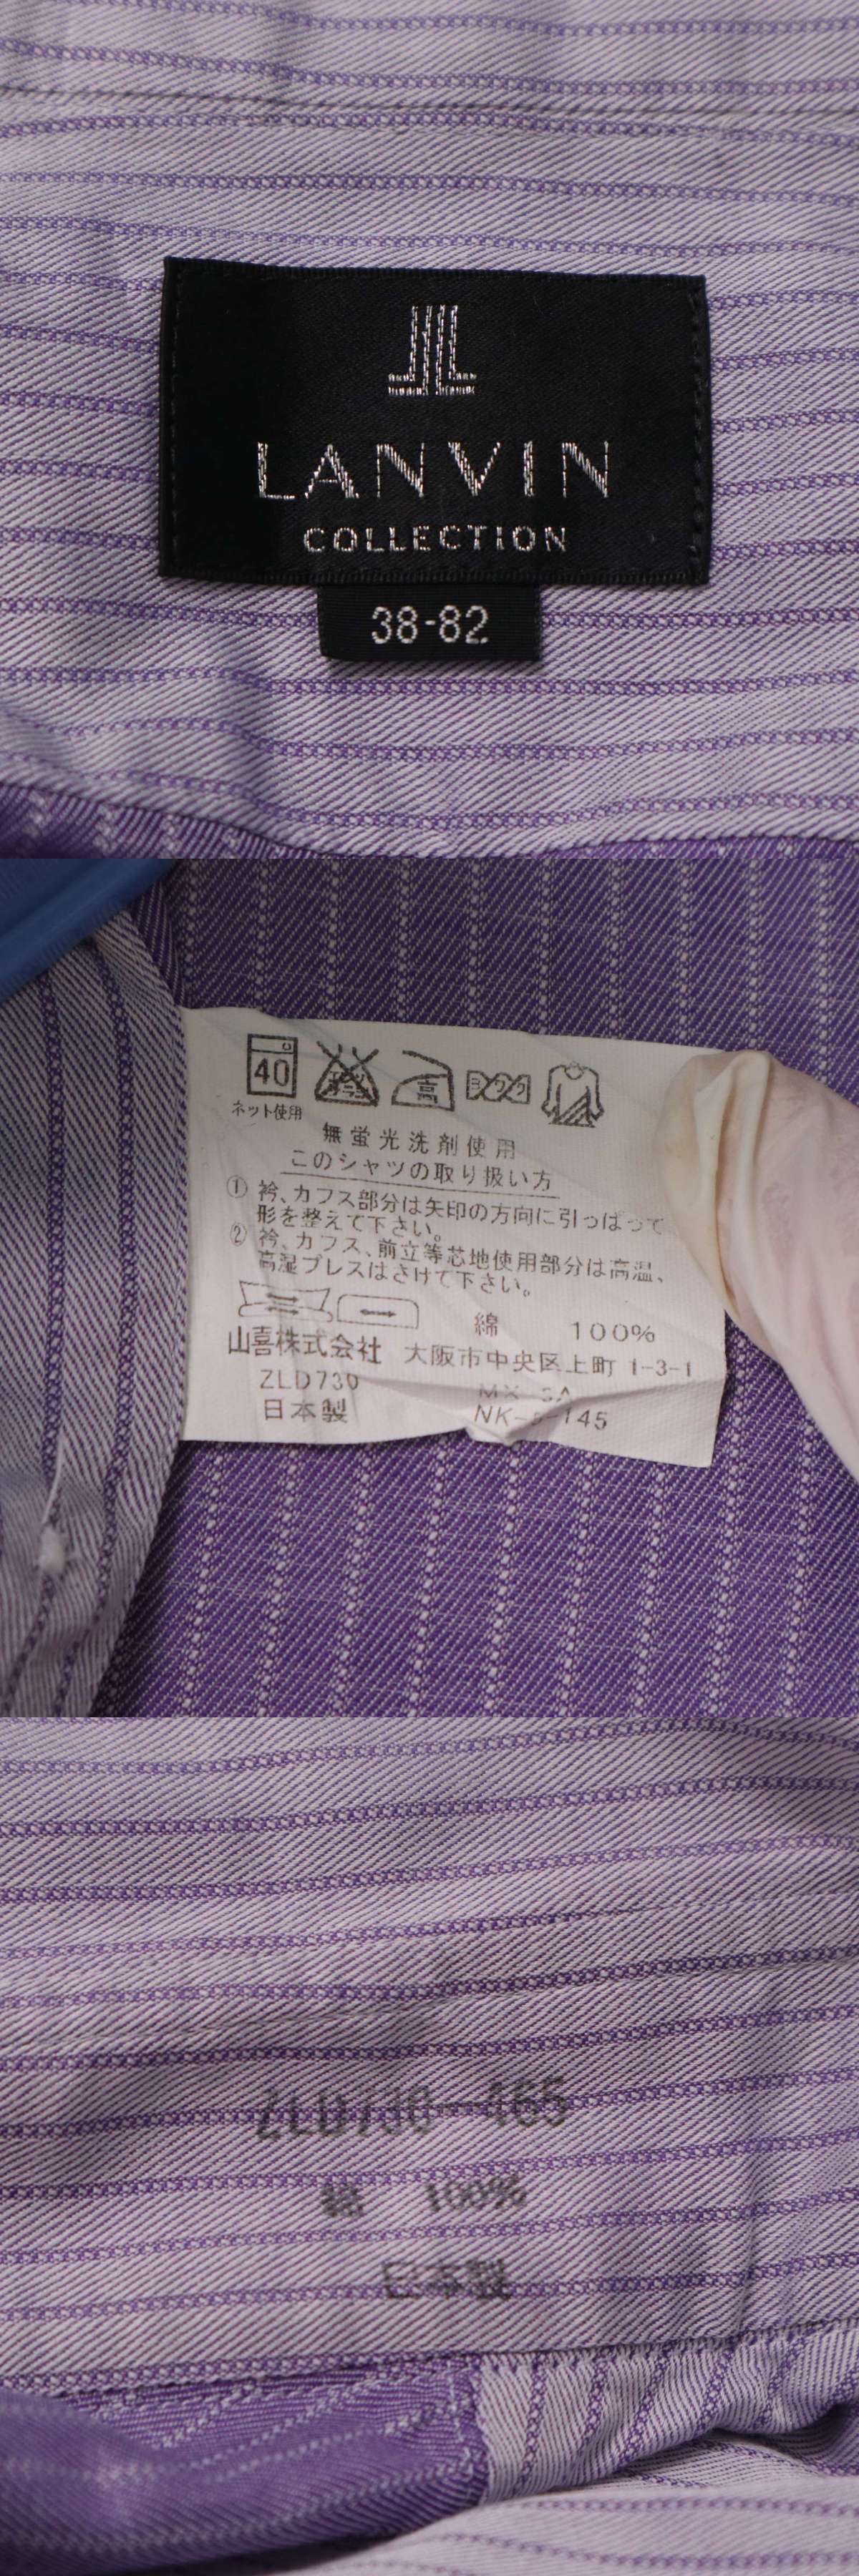 LANVIN
COLLECTION
38-82
40
高
ネット使用
無蛍光洗剤使用
このシャツの取り扱い方
① 衿、カフス部分は矢印の方向に引っぱって
形を整えて下さい。
② 衿、カフス、前立等芯地使用部分は高温、
高湿プレスはさけて下さい。
綿 100%
山喜株式会社 大阪市中央区上町 1-3-1
ZLD730
日本製
ZLD730-465
綿 100%
日本製